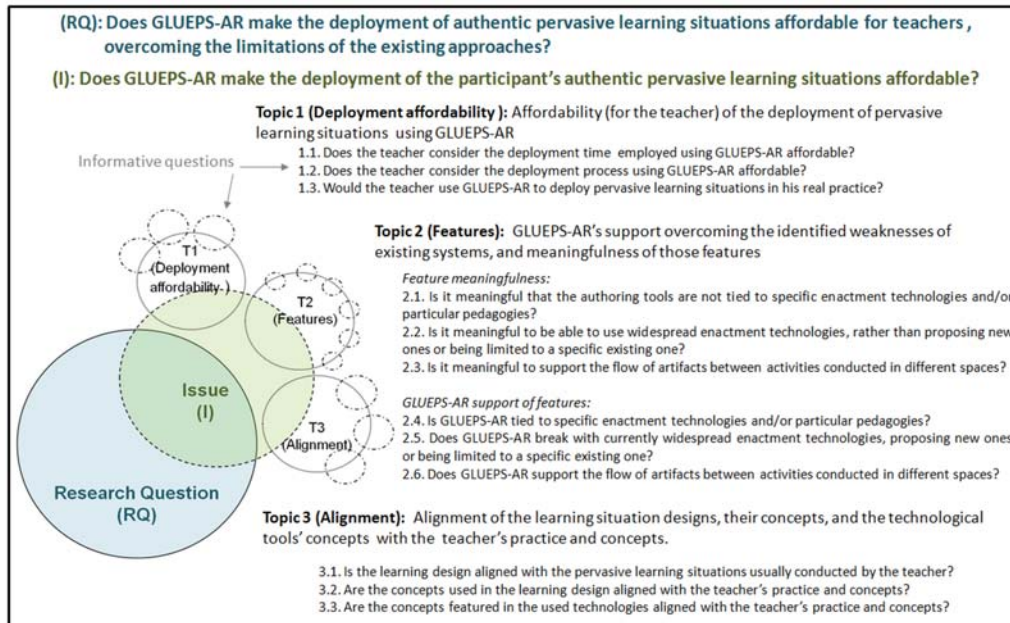 (RQ): Does GLUEPS-AR make the deployment of authentic pervasive learning situations affordable for teachers ,
overcoming the limitations of the existing approaches?
(I): Does GLUEPS-AR make the deployment of the participant's authentic pervasive learning situations affordable?
Topic 1 (Deployment affordability ): Affordability (for the teacher) of the deployment of pervasive
learning situations using GLUEPS-AR
Informative questions
1.1. Does the teacher consider the deployment time employed using GLUEPS-AR affordable?
1.2. Does the teacher consider the deployment process using GLUEPS-AR affordable?
1.3. Would the teacher use GLUEPS-AR to deploy pervasive learning situations in his real practice?
T1
(Deployment
affordability )
Topic 2 (Features): GLUEPS-AR's support overcoming the identified weaknesses of
existing systems, and meaningfulness of those features
T2
(Features)
Feature meaningfulness:
2.1. Is it meaningful that the authoring tools are not tied to specific enactment technologies and/or
particular pedagogies?
2.2. Is it meaningful to be able to use widespread enactment technologies, rather than proposing new
ones or being limited to a specific existing one?
2.3. Is it meaningful to support the flow of artifacts between activities conducted in different spaces?
Issue
(I)
T3
(Alignment)
GLUEPS-AR support of features:
2.4. Is GLUEPS-AR tied to specific enactment technologies and/or particular pedagogies?
2.5. Does GLUEPS-AR break with currently widespread enactment technologies, proposing new ones
or being limited to a specific existing one?
2.6. Does GLUEPS-AR support the flow of artifacts between activities conducted in different spaces?
Research Question
(RQ)
Topic 3 (Alignment): Alignment of the learning situation designs, their concepts, and the technological
tools' concepts with the teacher's practice and concepts.
3.1. Is the learning design aligned with the pervasive learning situations usually conducted by the teacher?
3.2. Are the concepts used in the learning design aligned with the teacher's practice and concepts?
3.3. Are the concepts featured in the used technologies aligned with the teacher's practice and concepts?